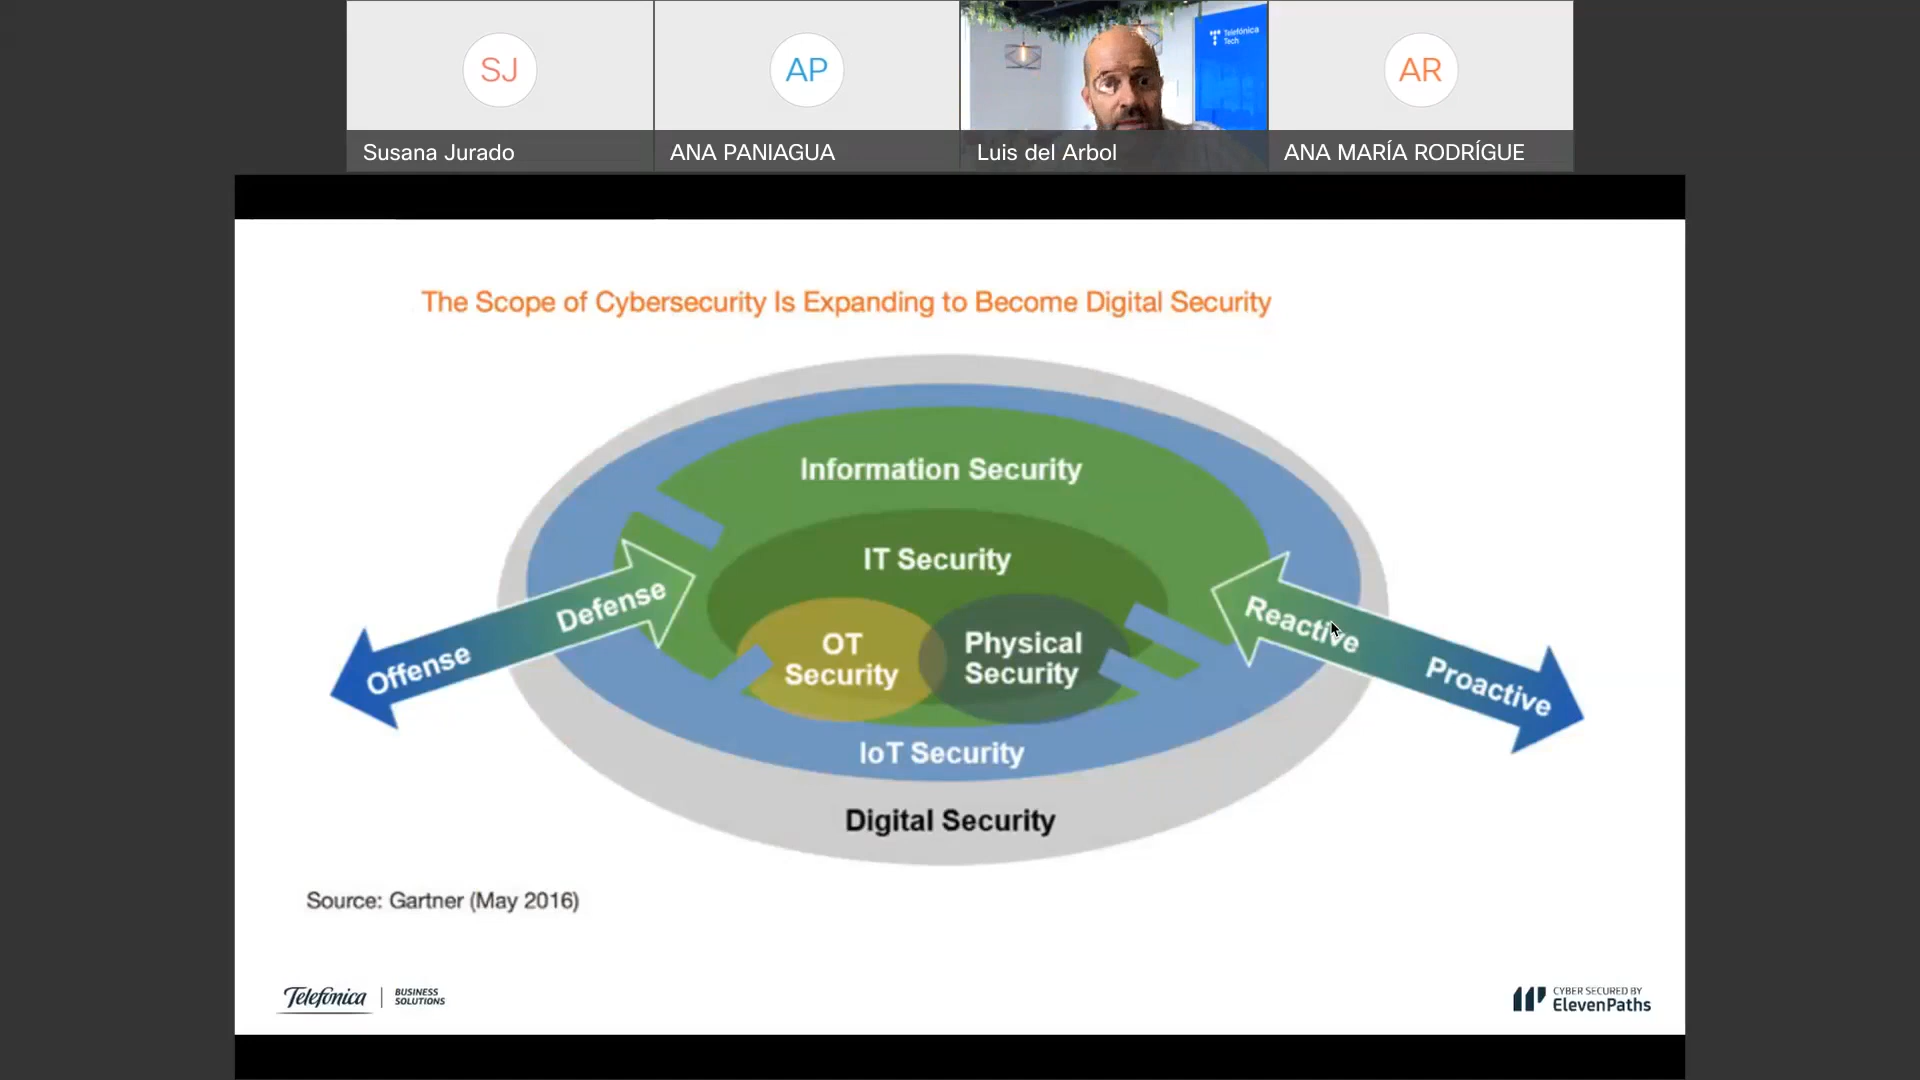 SJ
AP
Telefónica
Tech
AR
Susana Jurado
ANA PANIAGUA
Luis del Arbol
ANA MARÍA RODRÍGUE
The Scope of Cybersecurity Is Expanding to Become Digital Security
Information Security
IT Security
OT
Security
Physical
Security
Defense
Offense
Reactive
Proactive
IoT Security
Digital Security
Source: Gartner (May 2016)
Telefónica
BUSINESS
SOLUTIONS
CYBER SECURED BY
ElevenPaths